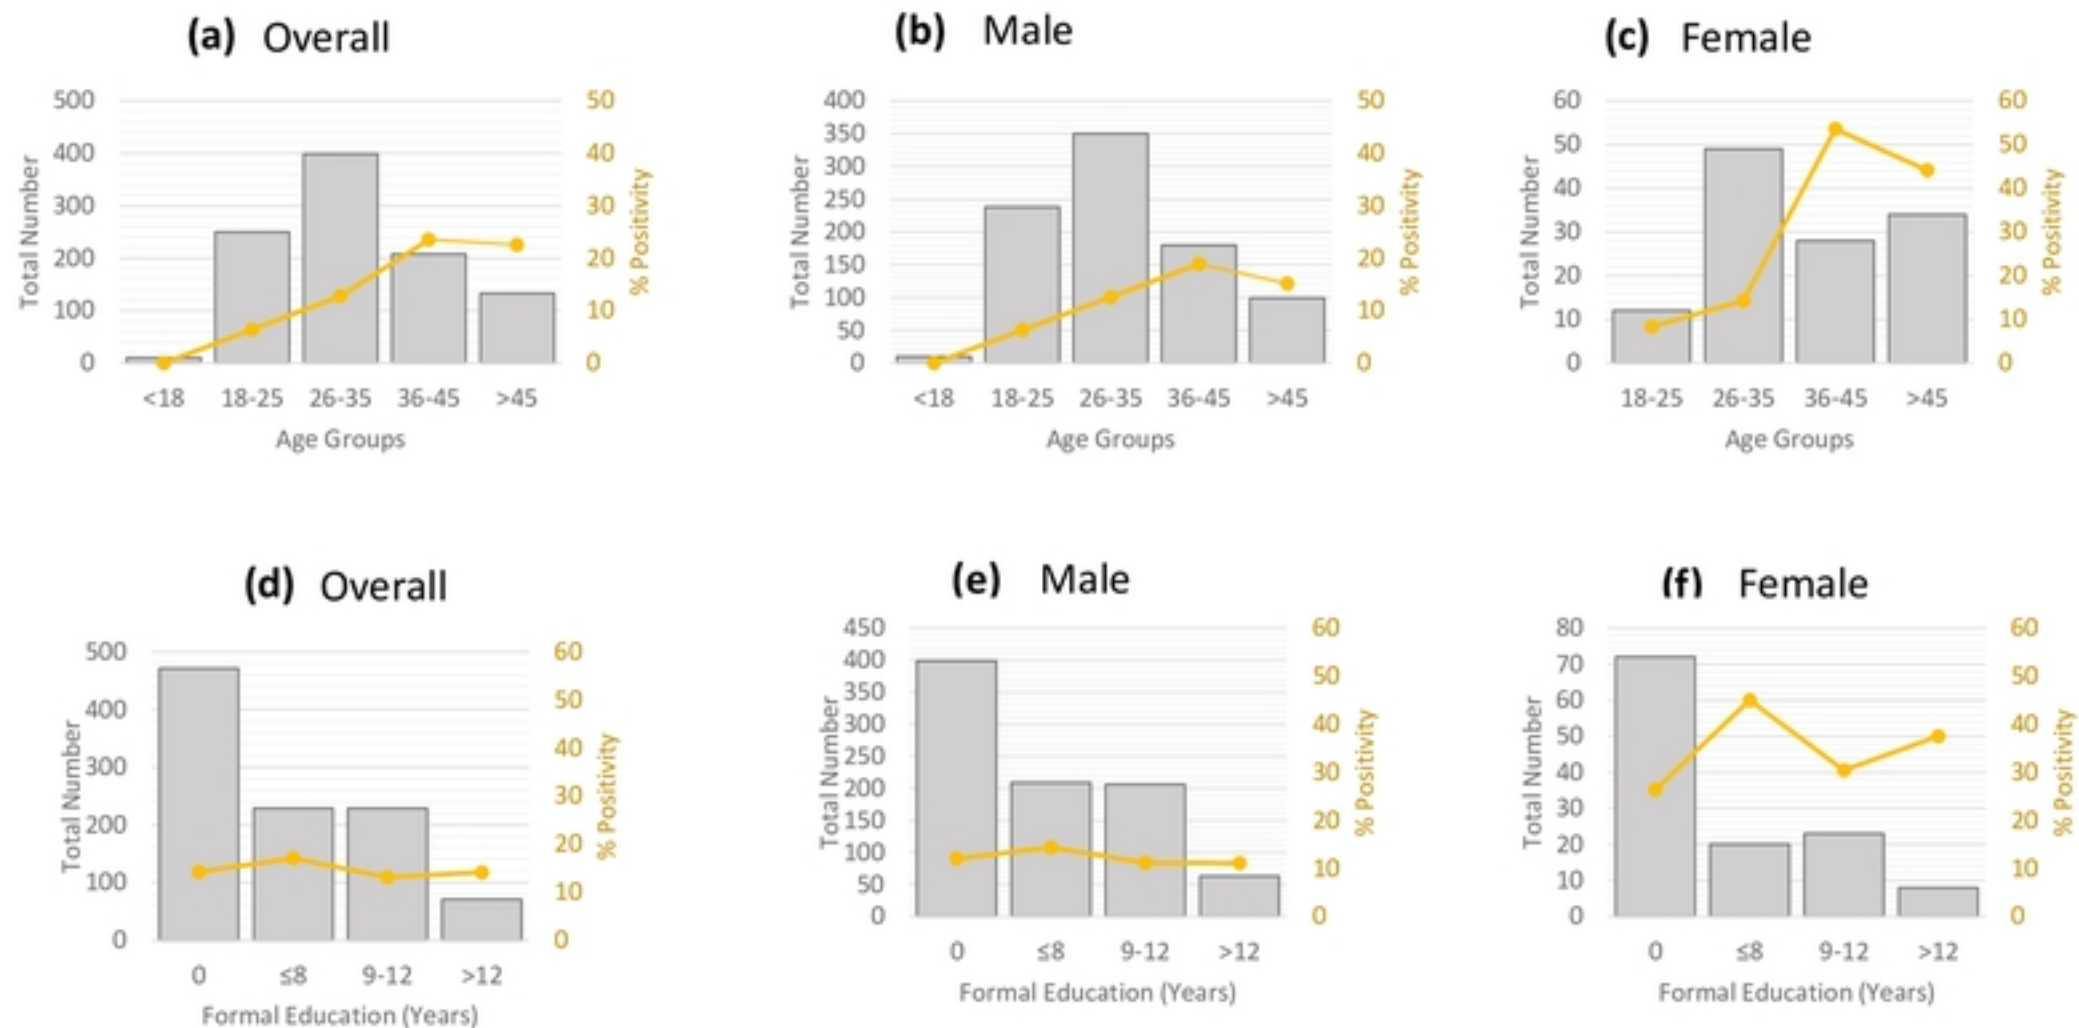 (a) Overall
500
400
300
200
100
0
Total Number
50
40
30
20
10
0
% Positivity
<18 18-25 26-35 36-45 >45
Age Groups
(b) Male
400
350
300
250
200
150
100
50
0
Total Number
50
40
30
20
10
0
% Positivity
<18 18-25 26-35 36-45 >45
Age Groups
(c) Female
60
50
40
30
20
10
0
Total Number
60
50
40
30
20
10
0
% Positivity
18-25 26-35 36-45 >45
Age Groups
(d) Overall
500
400
300
200
100
0
Total Number
60
50
40
30
20
10
0
% Positivity
0 ≤8 9-12 >12
Formal Education (Years)
(e) Male
450
400
350
300
250
200
150
100
50
0
Total Number
60
50
40
30
20
10
0
% Positivity
0 ≤8 9-12 >12
Formal Education (Years)
(f) Female
80
70
60
50
40
30
20
10
0
Total Number
60
50
40
30
20
10
0
% Positivity
0 ≤8 9-12 >12
Formal Education (Years)